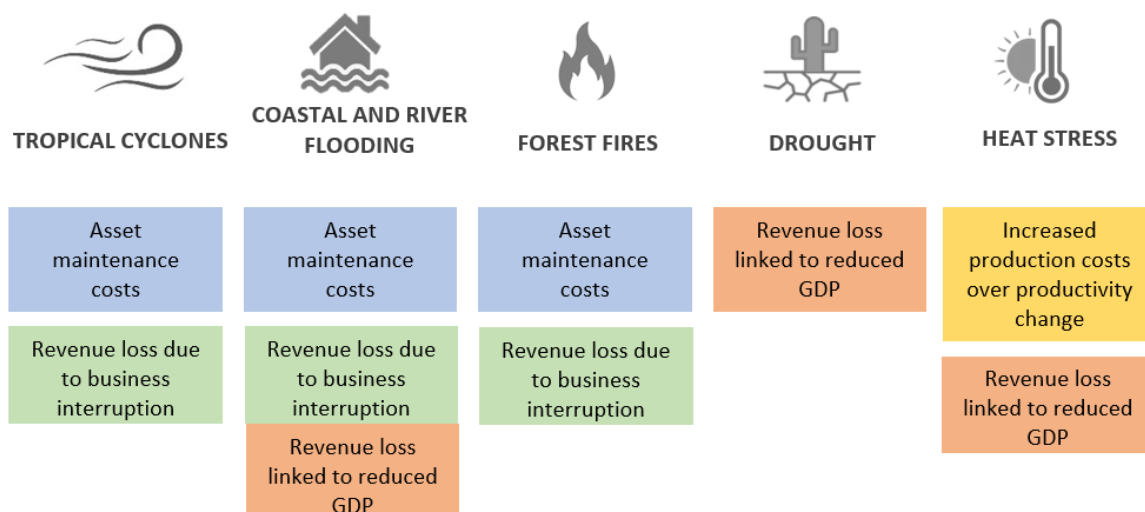 TROPICAL CYCLONES
COASTAL AND RIVER
FLOODING
FOREST FIRES
DROUGHT
HEAT STRESS
Asset
maintenance
costs
Revenue loss due
to business
interruption
Asset
maintenance
costs
Revenue loss due
to business
interruption
Revenue loss
linked to reduced
GDP
Asset
maintenance
costs
Revenue loss due
to business
interruption
Revenue loss
linked to reduced
GDP
Increased
production costs
over productivity
change
Revenue loss
linked to reduced
GDP